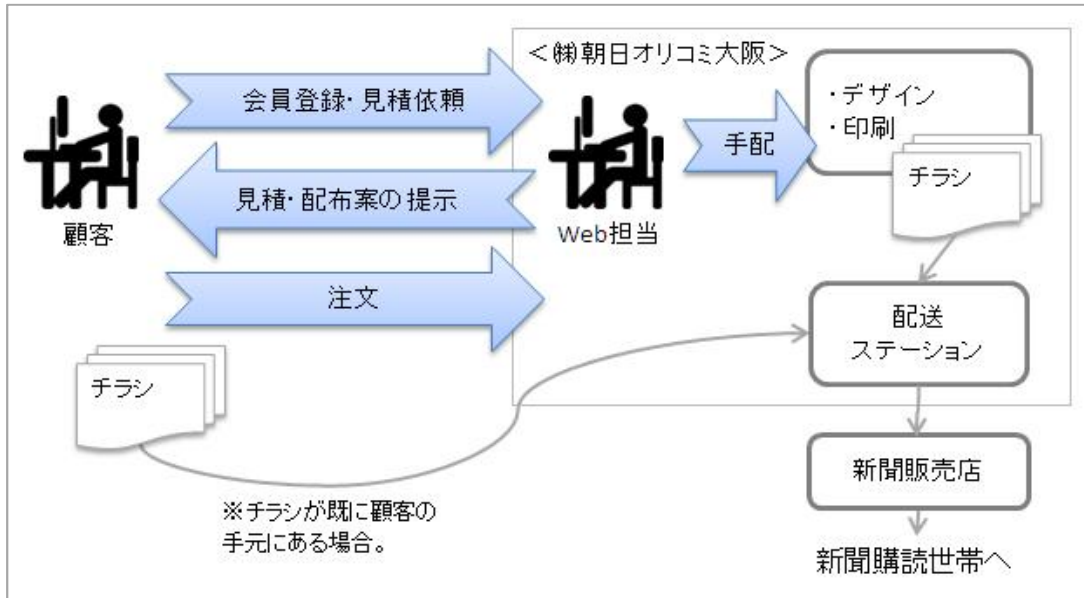 <㈱朝日オリコミ大阪>
会員登録・見積依頼
・デザイン
・印刷
手配
チラシ
見積・配布案の提示
顧客
Web担当
注文
配送
ステーション
チラシ
新聞販売店
※チラシが既に顧客の
手元にある場合。
新聞購読世帯へ